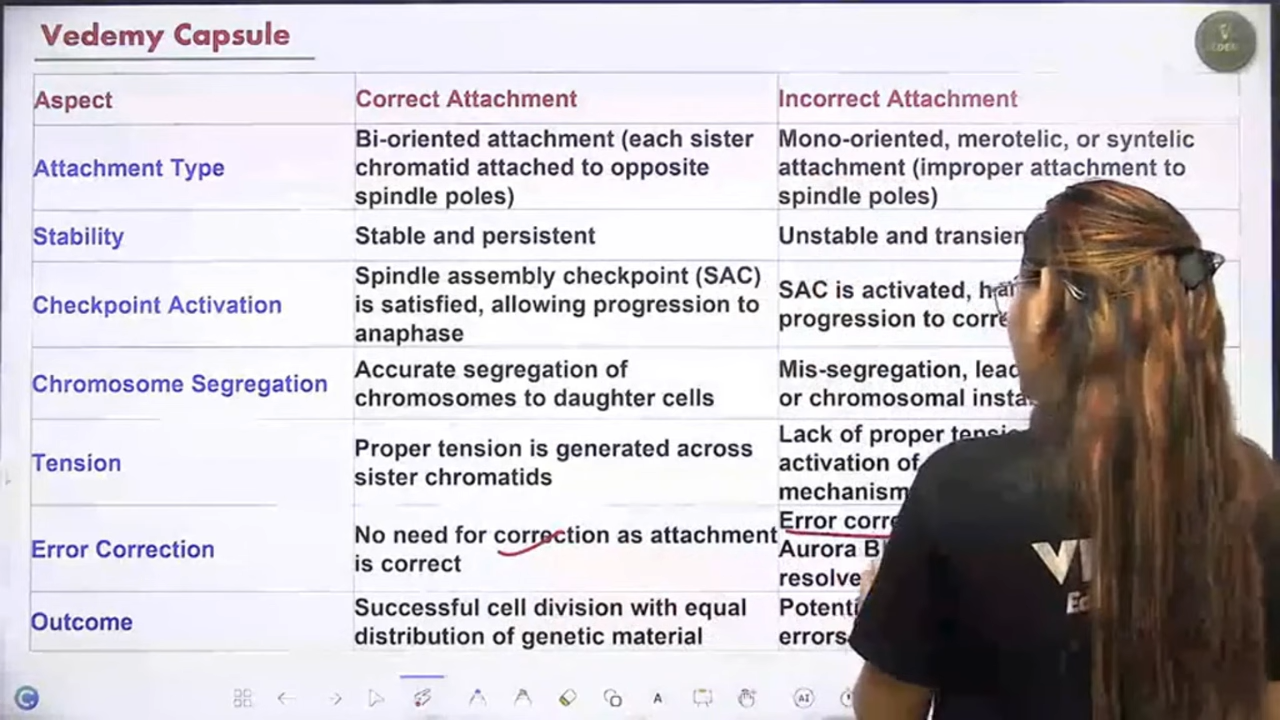 Vedemy Capsule
Aspect
Correct Attachment
Incorrect Attachment
Attachment Type
Bi-oriented attachment (each sister
chromatid attached to opposite
spindle poles)
Mono-oriented, merotelic, or syntelic
attachment (improper attachment to
spindle poles)
Stability
Stable and persistent
Unstable and
Checkpoint Activation
Spindle assembly checkpoint (SAC)
is satisfied, allowing progression to
anaphase
SAC is activated,
progression to
Chromosome Segregation
Accurate segregation of
chromosomes to daughter cells
Mis-segregation,
or chromosomal
Tension
Proper tension is generated across
sister chromatids
Lack of proper
activation of
Error Correction
No need for correction as attachment
is correct
Error
Aurora B
Outcome
Successful cell division with equal
distribution of genetic material
A
AI